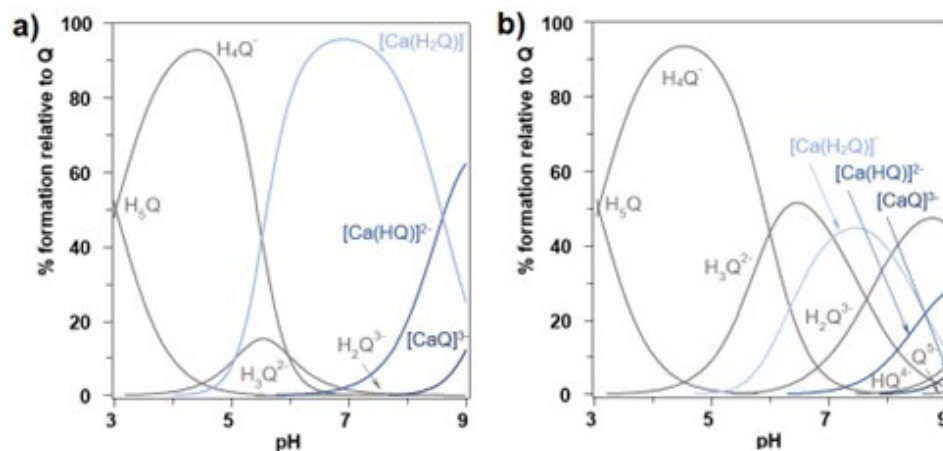 a)
% formation relative to Q
100
80
60
40
20
0
H₄Q⁻
[Ca(H₂Q)]⁻
H₅Q
[Ca(HQ)]²⁻
H₂Q³⁻
[CaQ]³⁻
H₃Q²⁻
3 5 7 9
pH
b)
% formation relative to Q
100
80
60
40
20
0
H₄Q⁻
[Ca(H₂Q)]⁻
[Ca(HQ)]²⁻
[CaQ]³⁻
H₅Q
H₃Q²⁻
H₂Q³⁻
Q⁵⁻
HQ⁴⁻
3 5 7 9
pH